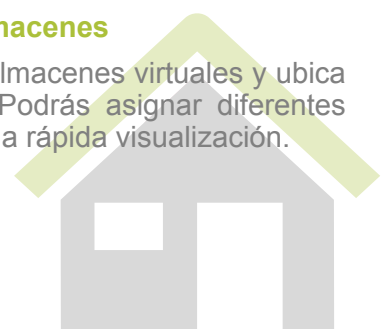 macenes
lmacenes virtuales y ubica
Podrás asignar diferentes
a rápida visualización.